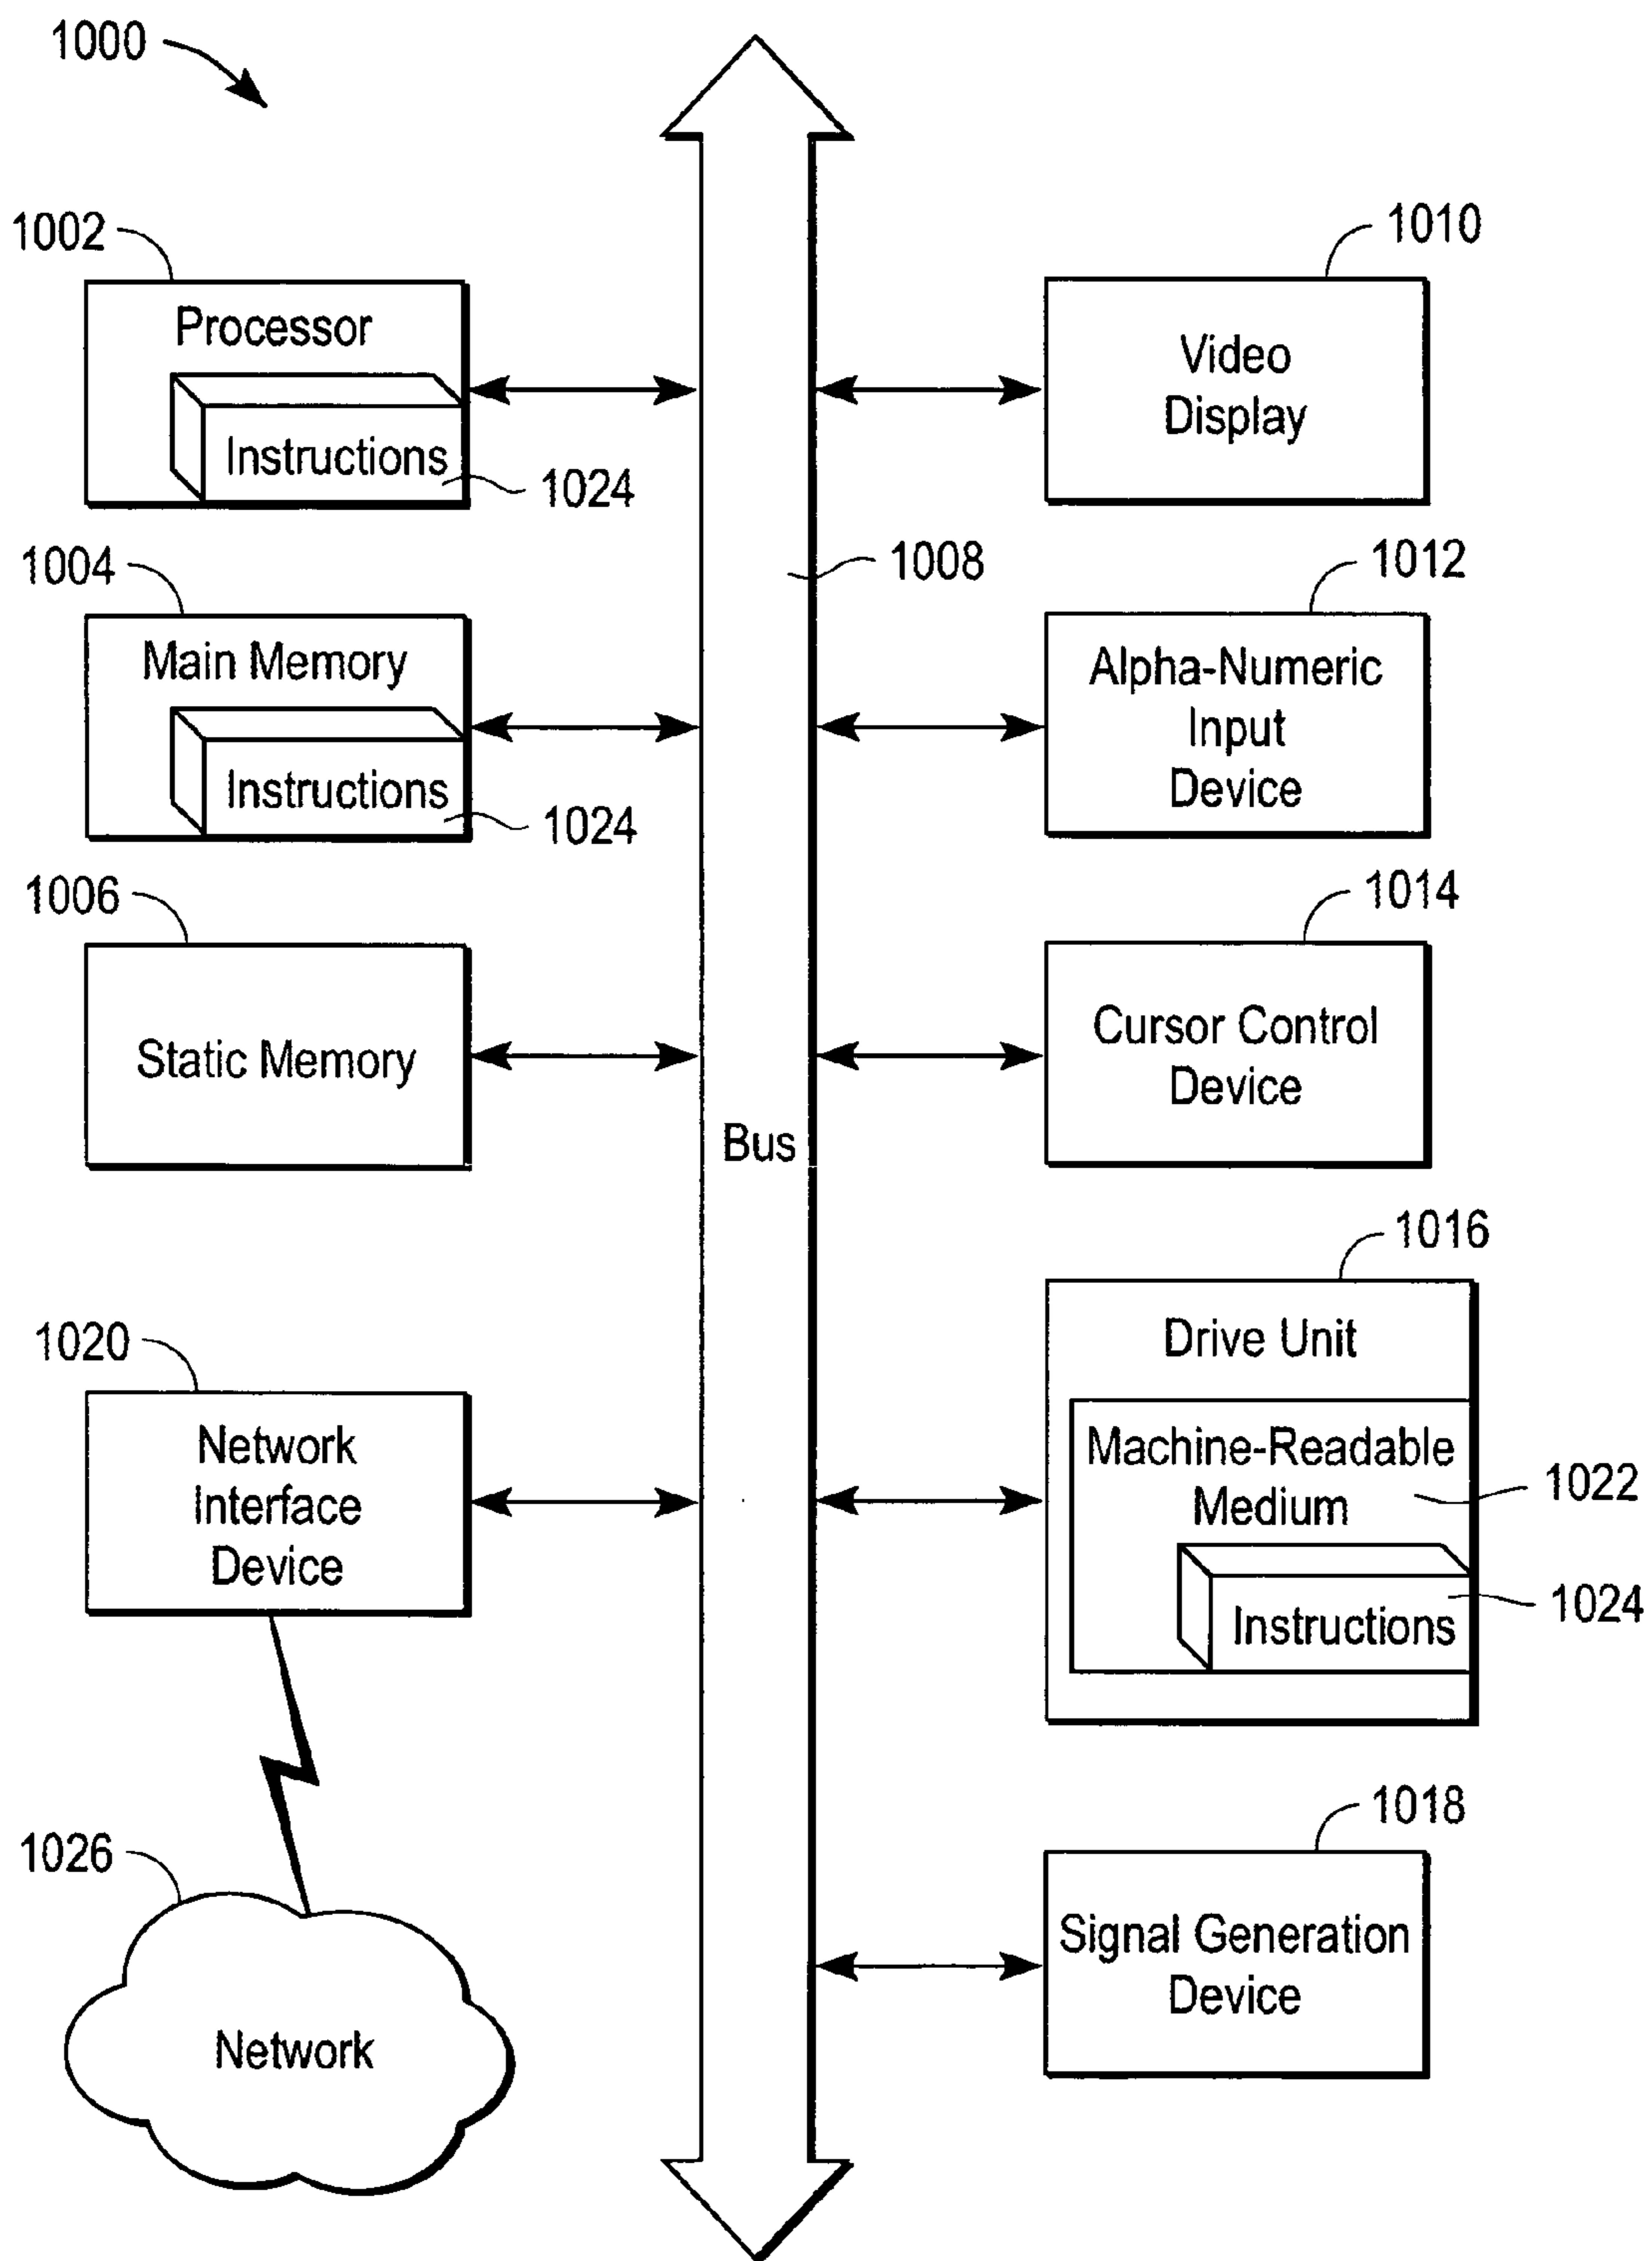 1000
1002
Processor
Instructions
1024
1004
Main Memory
Instructions
1024
1006
Static Memory
1020
Network
Interface
Device
1026
Network
1008
Bus
1010
Video
Display
1012
Alpha-Numeric
Input
Device
1014
Cursor Control
Device
1016
Drive Unit
Machine-Readable
Medium
1022
Instructions
1024
1018
Signal Generation
Device